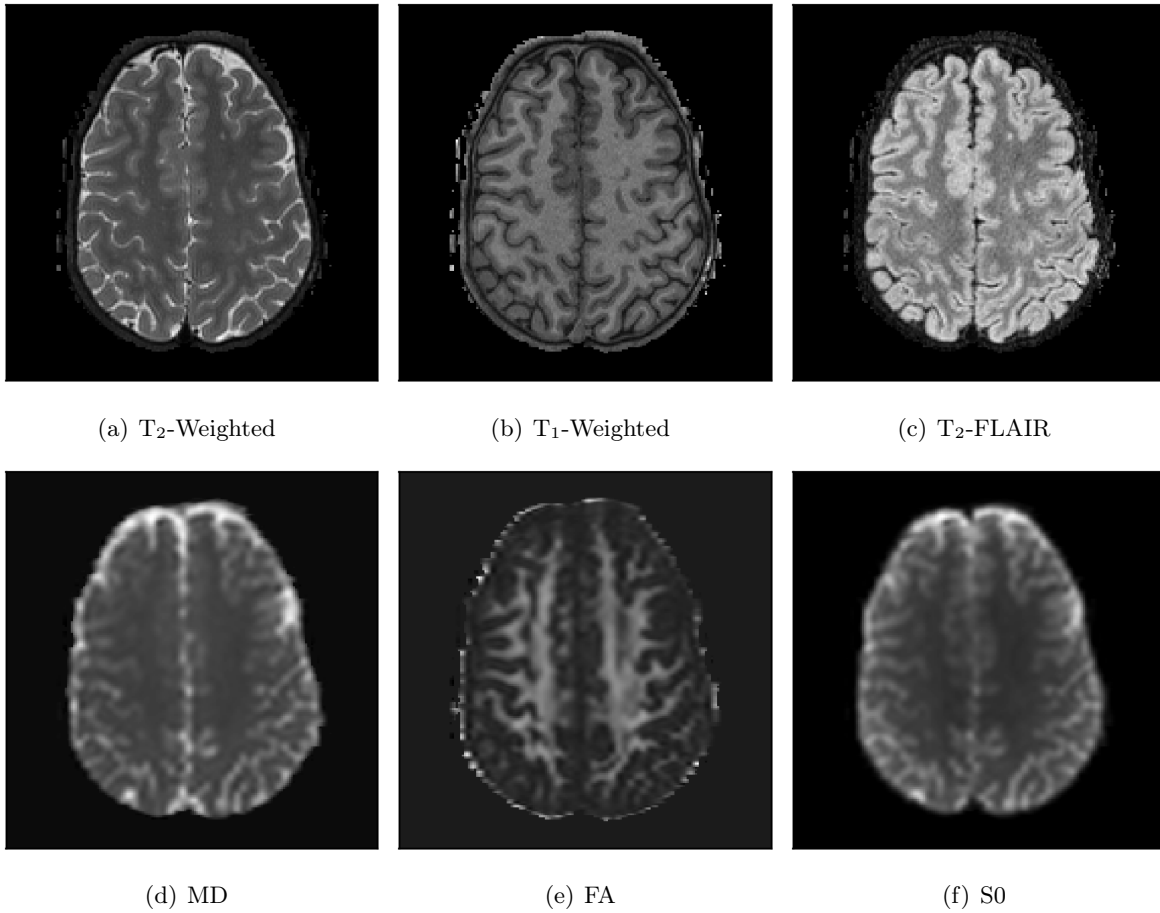 (a) T₂-Weighted
(b) T₁-Weighted
(c) T₂-FLAIR
(d) MD
(e) FA
(f) S0